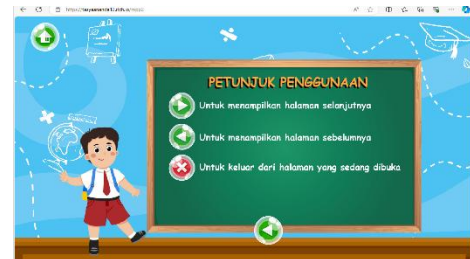 PETUNJUK PENGGUNAAN
Untuk menampilkan halaman selanjutnya
Untuk menampilkan halaman sebelumnya
Untuk keluar dari halaman yang sedang dibuka